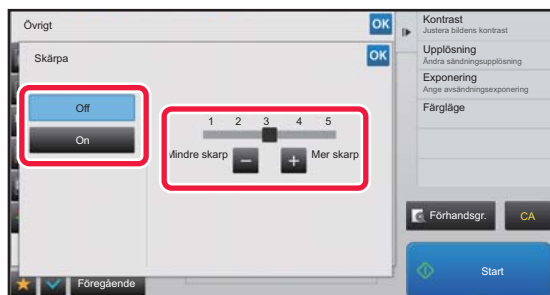 Övrigt
OK
Skärpa
OK
Off
On
1 2 3 4 5
Mindre skarp
Mer skarp
Kontrast
Justera bildens kontrast
Upplösning
Ändra sändningsupplösning
Exponering
Ange avsändningsexponering
Färgläge
Förhandsgr.
CA
Start
Föregående